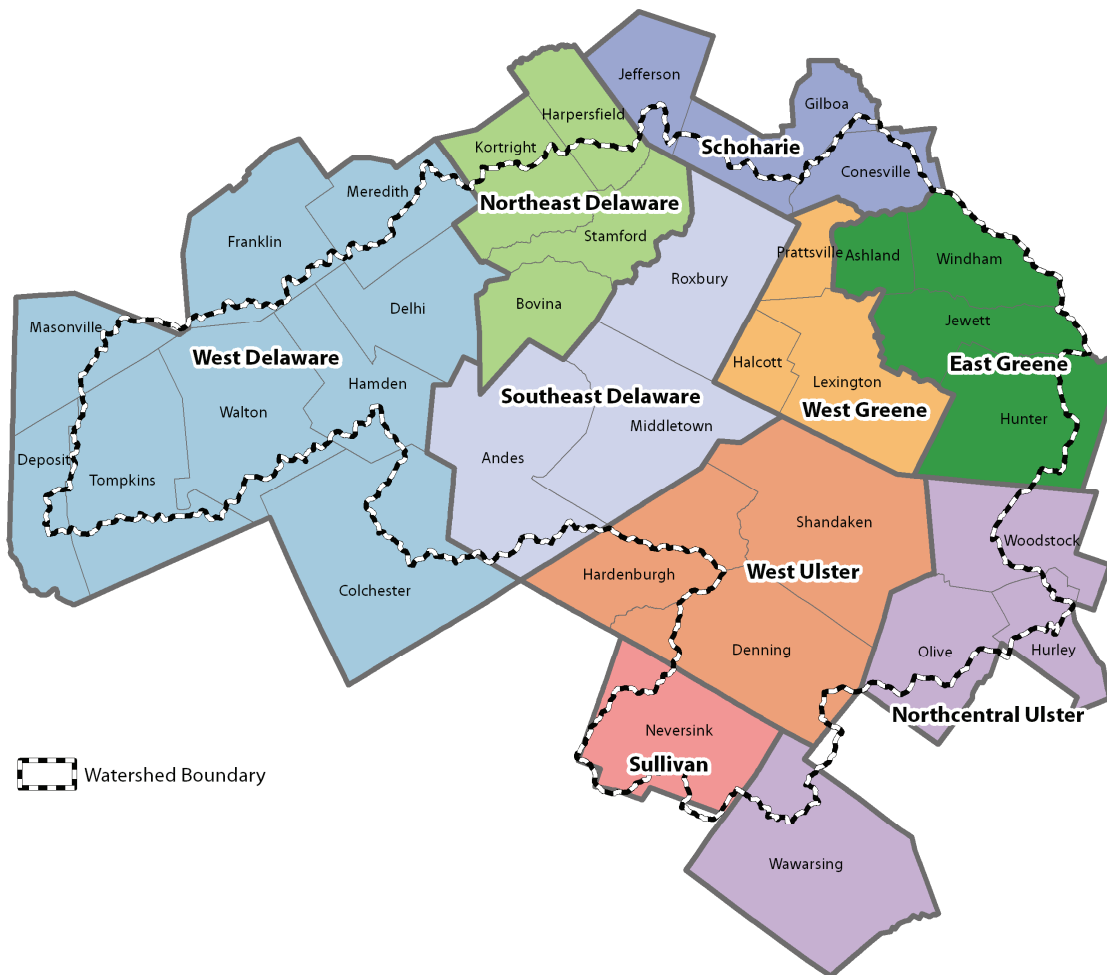 Jefferson
Gilboa
Harpersfield
Kortright
Schoharie
Conesville
Meredith
Northeast Delaware
Franklin
Stamford
Prattsville
Ashland
Windham
Roxbury
Bovina
Delhi
Masonville
Jewett
West Delaware
Halcott
East Greene
Hamden
Lexington
Southeast Delaware
West Greene
Walton
Hunter
Middletown
Deposit
Andes
Tompkins
Shandaken
Woodstock
Hardenburgh
West Ulster
Colchester
Denning
Olive
Hurley
Northcentral Ulster
Neversink
Sullivan
Watershed Boundary
Wawarsing